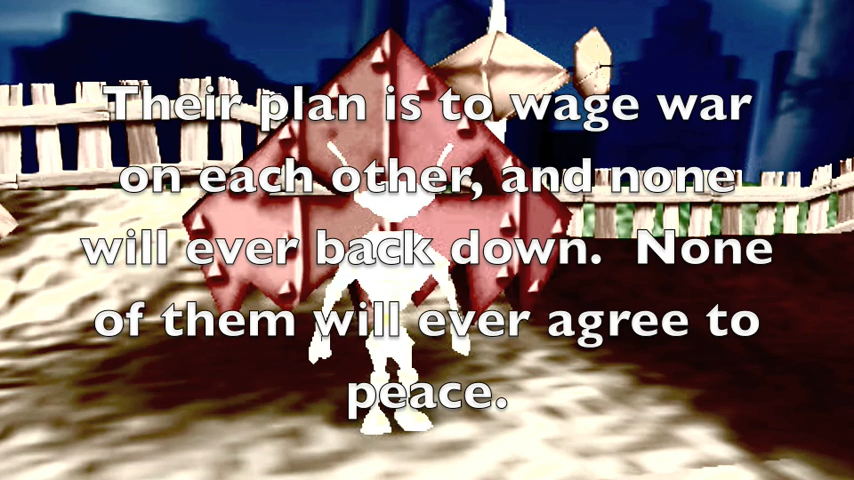 Their plan is to wage war
on each other, and none
will ever back down.  None
of them will ever agree to
peace.